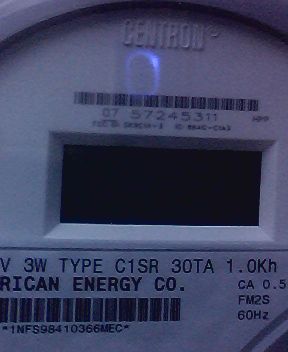 CENTRON
07 57245311
V 3W TYPE C1SR 30TA 1.0Kh
RICAN ENERGY CO. CA 0.5
FM2S
*1NFS98410366MEC* 60Hz